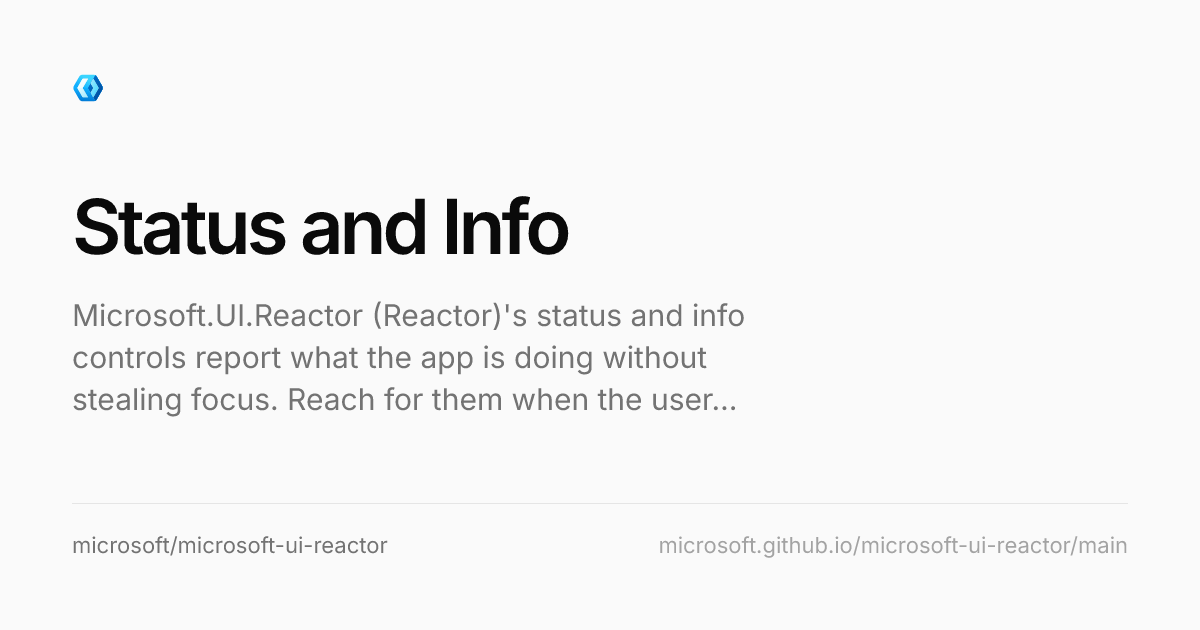 Status and Info
Microsoft.UI.Reactor (Reactor)'s status and info
controls report what the app is doing without
stealing focus. Reach for them when the user...
microsoft/microsoft-ui-reactor
microsoft.github.io/microsoft-ui-reactor/main